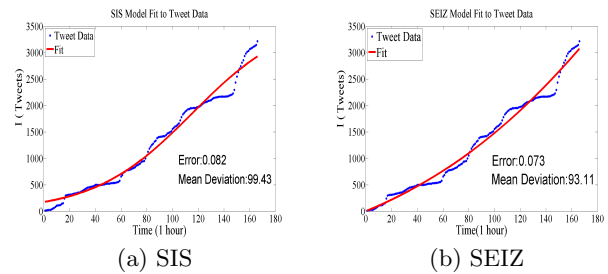 SIS Model Fit to Tweet Data
3500
3000
2500
2000
1500
1000
500
0
I ( Tweets)
Tweet Data
Fit
Error:0.082
Mean Deviation:99.43
0 20 40 60 80 100 120 140 160 180
Time (1 hour)
(a) SIS
SEIZ Model Fit to Tweet Data
3500
3000
2500
2000
1500
1000
500
0
I ( Tweets)
Tweet Data
Fit
Error:0.073
Mean Deviation:93.11
0 20 40 60 80 100 120 140 160 180
Time(1 hour)
(b) SEIZ